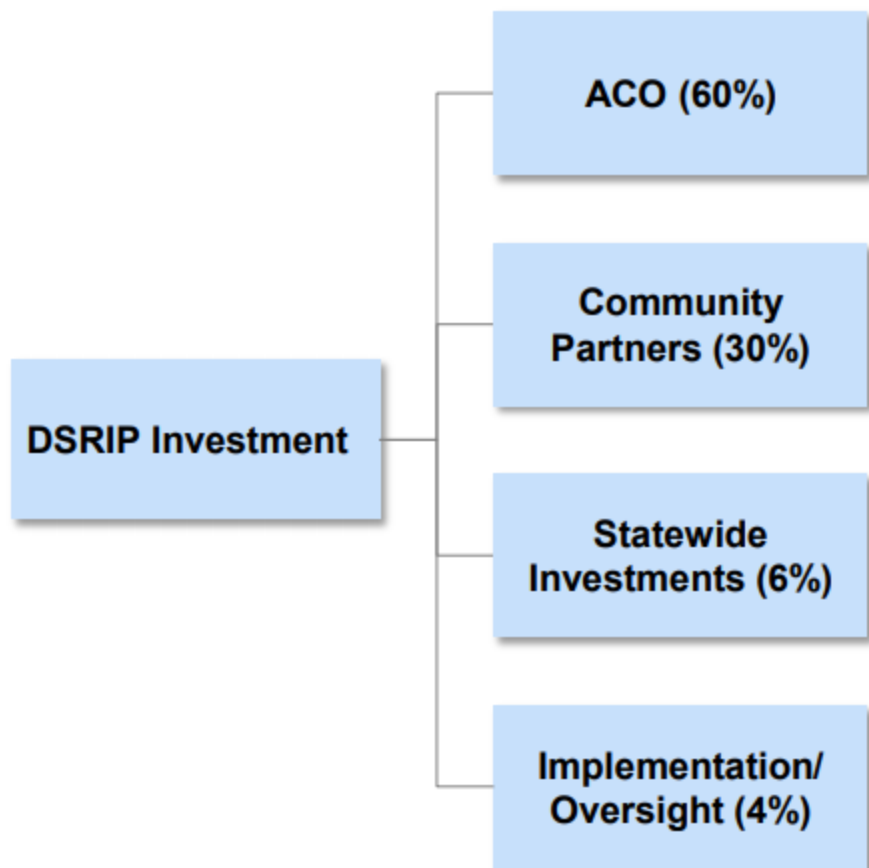 ACO (60%)
Community
Partners (30%)
DSRIP Investment
Statewide
Investments (6%)
Implementation/
Oversight (4%)